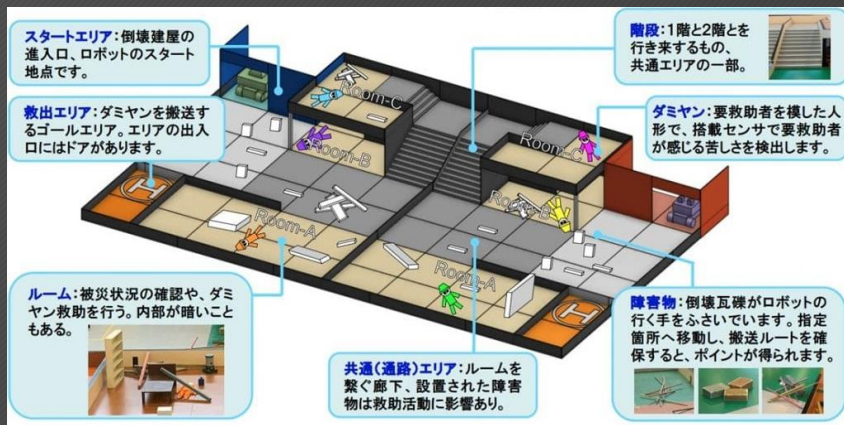 スタートエリア：倒壊建屋の
進入口、ロボットのスタート
地点です。
救出エリア：ダミヤンを搬送す
るゴールエリア。エリアの出入
口にはドアがあります。
ルーム：被災状況の確認や、ダミ
ヤン救助を行う。内部が暗いこと
もある。
共通（通路）エリア：ルームを
繋ぐ廊下、設置された障害
物は救助活動に影響あり。
階段：1階と2階とを
行き来するもの、
共通エリアの一部。
ダミヤン：要救助者を模した人
形で、搭載センサで要救助者
が感じる苦しさを検出します。
障害物：倒壊瓦礫がロボットの
行く手をふさいでいます。指定
箇所へ移動し、搬送ルートを確
保すると、ポイントが得られます。
Room-C
Room-B
Room-A
Room-C
Room-B
Room-A
H
H